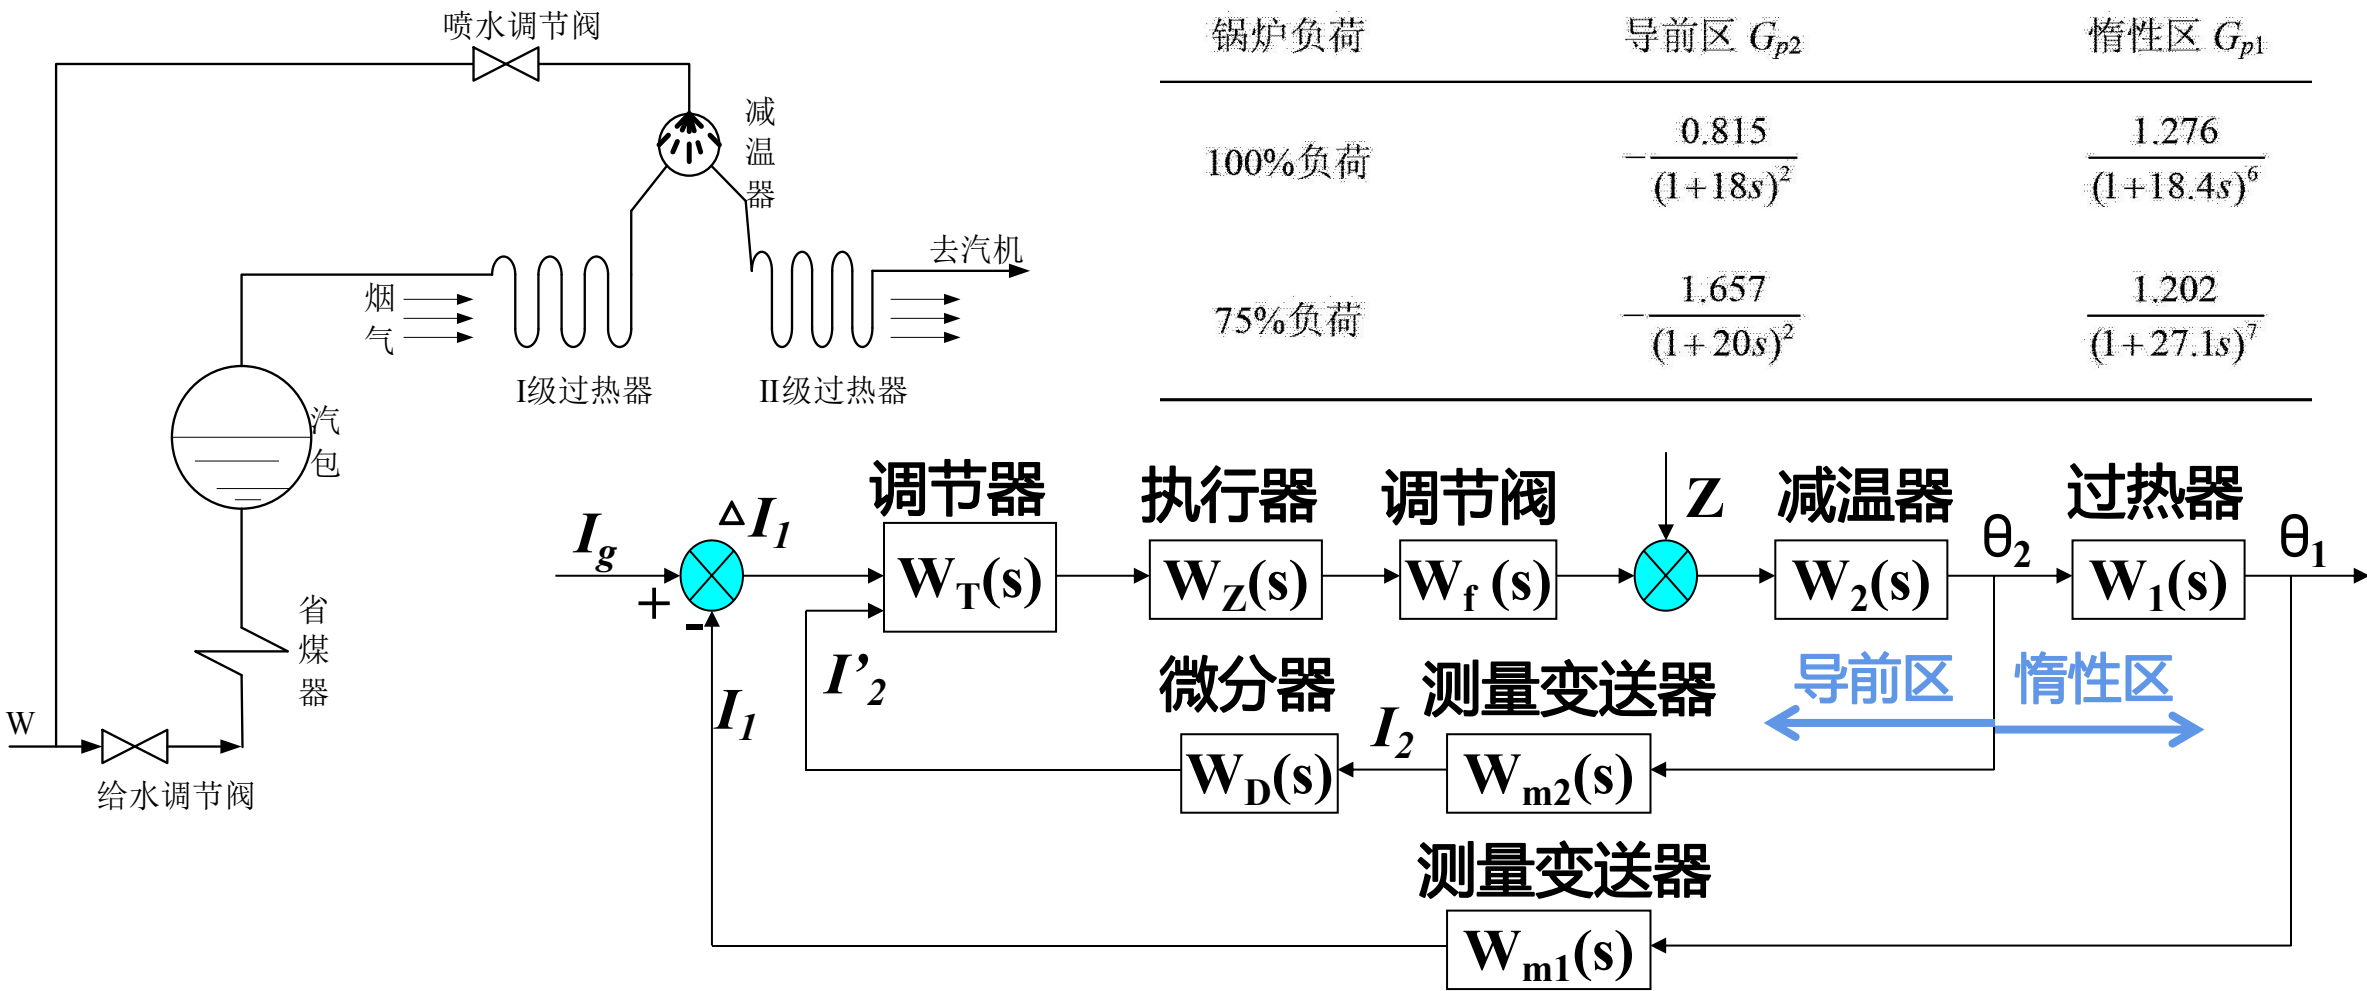 喷水调节阀
减温器
烟气
去汽机
I级过热器
II级过热器
汽包
省煤器
W
给水调节阀
锅炉负荷 导前区 Gp2 惰性区 Gp1
100%负荷 -0.815/(1+18s)^2 1.276/(1+18.4s)^6
75%负荷 -1.657/(1+20s)^2 1.202/(1+27.1s)^7
调节器 执行器 调节阀 Z 减温器 过热器
Ig + - △I1 WT(s) WZ(s) Wf (s) W2(s) θ2 W1(s) θ1
导前区 惰性区
I1 I’2 微分器 测量变送器
WD(s) I2 Wm2(s)
测量变送器
Wm1(s)